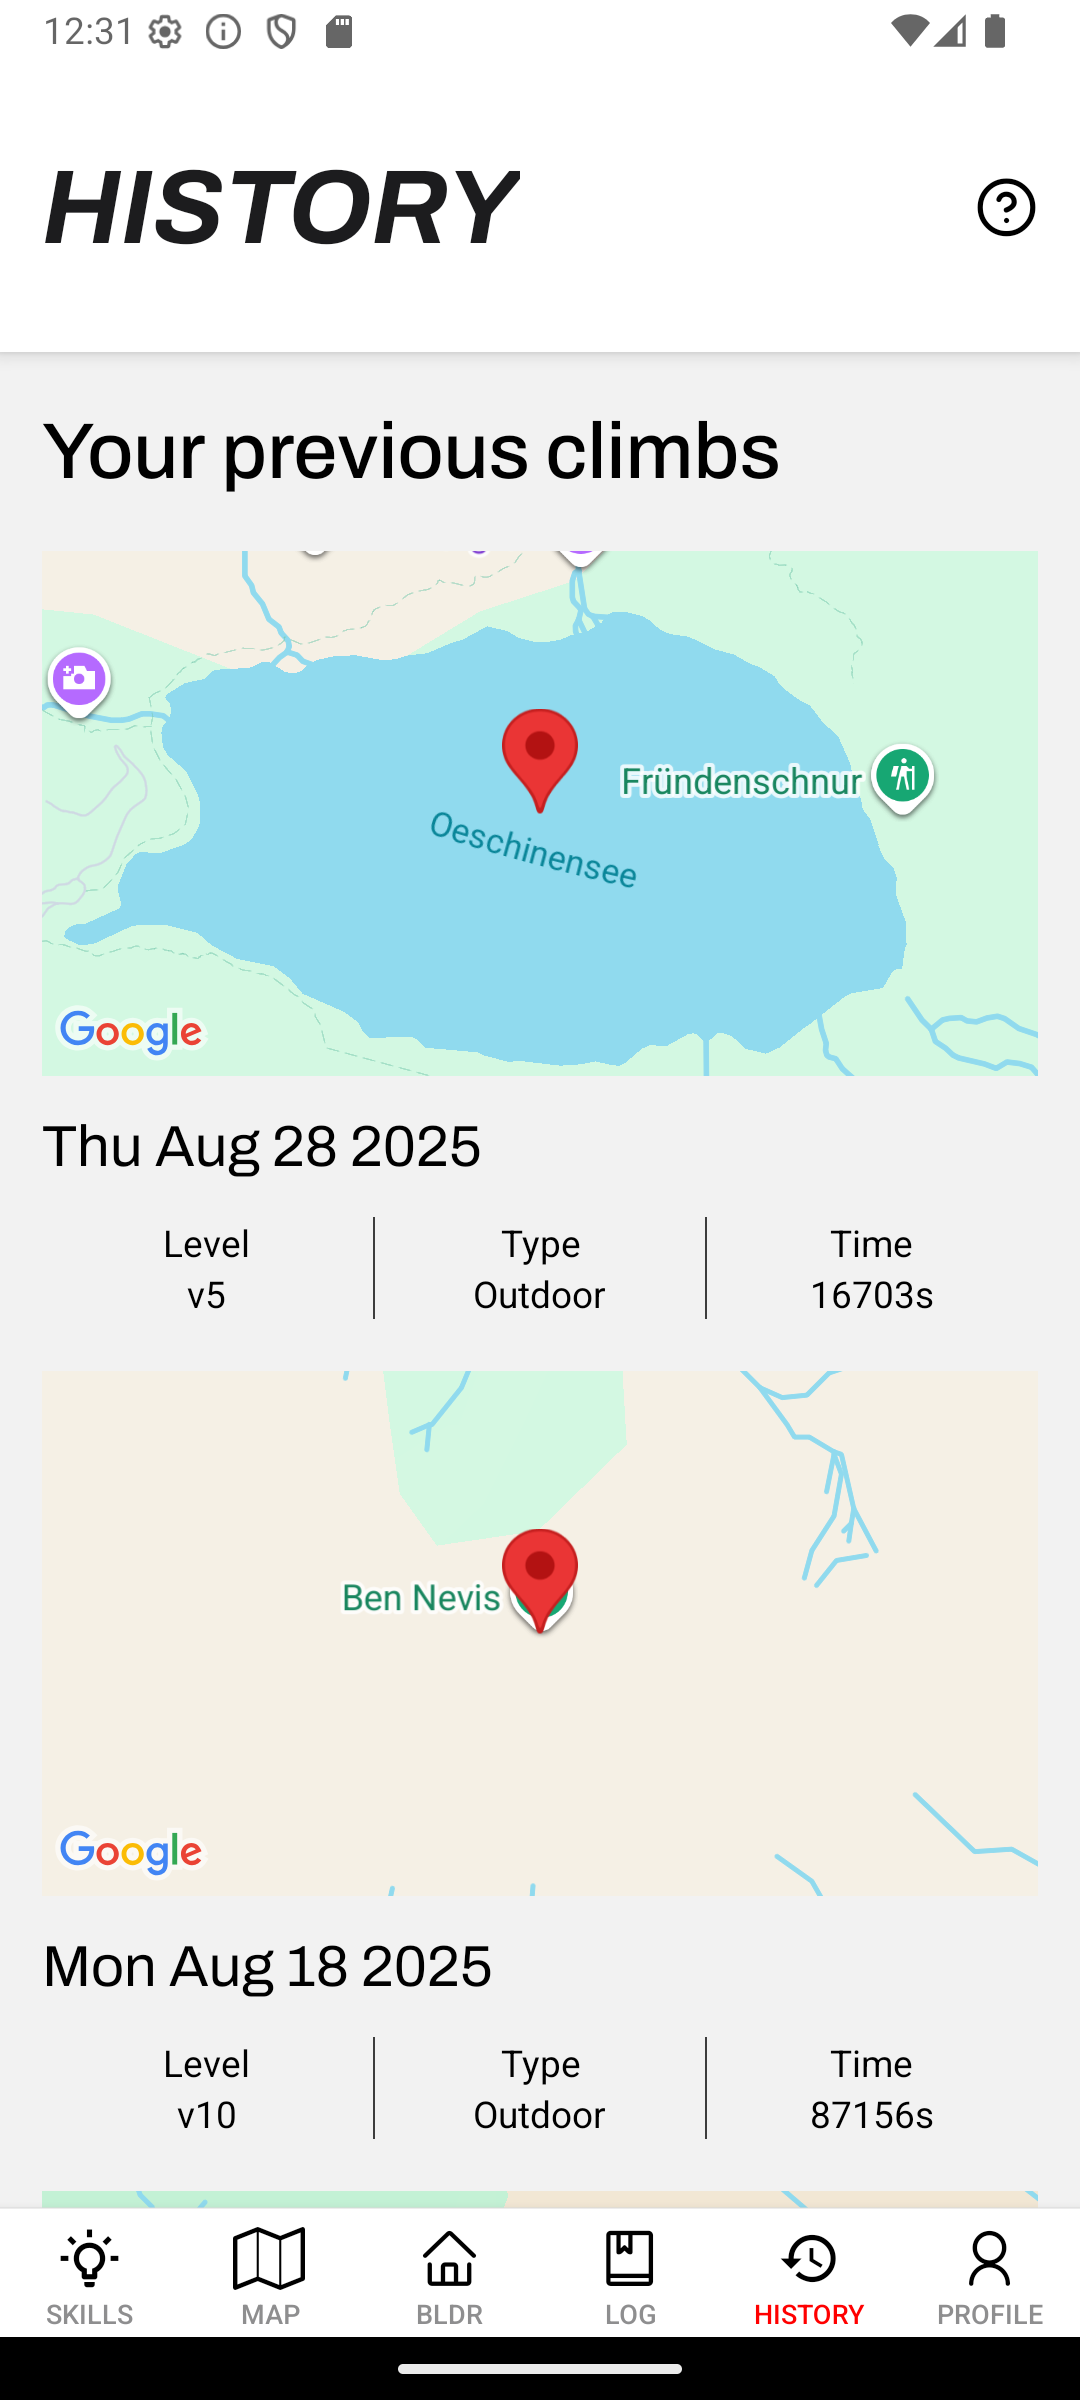 12:31
HISTORY
Your previous climbs
Fründenschnur
Oeschinensee
Google
Thu Aug 28 2025
Level Type Time
v5 Outdoor 16703s
Ben Nevis
Google
Mon Aug 18 2025
Level Type Time
v10 Outdoor 87156s
SKILLS MAP BLDR LOG HISTORY PROFILE